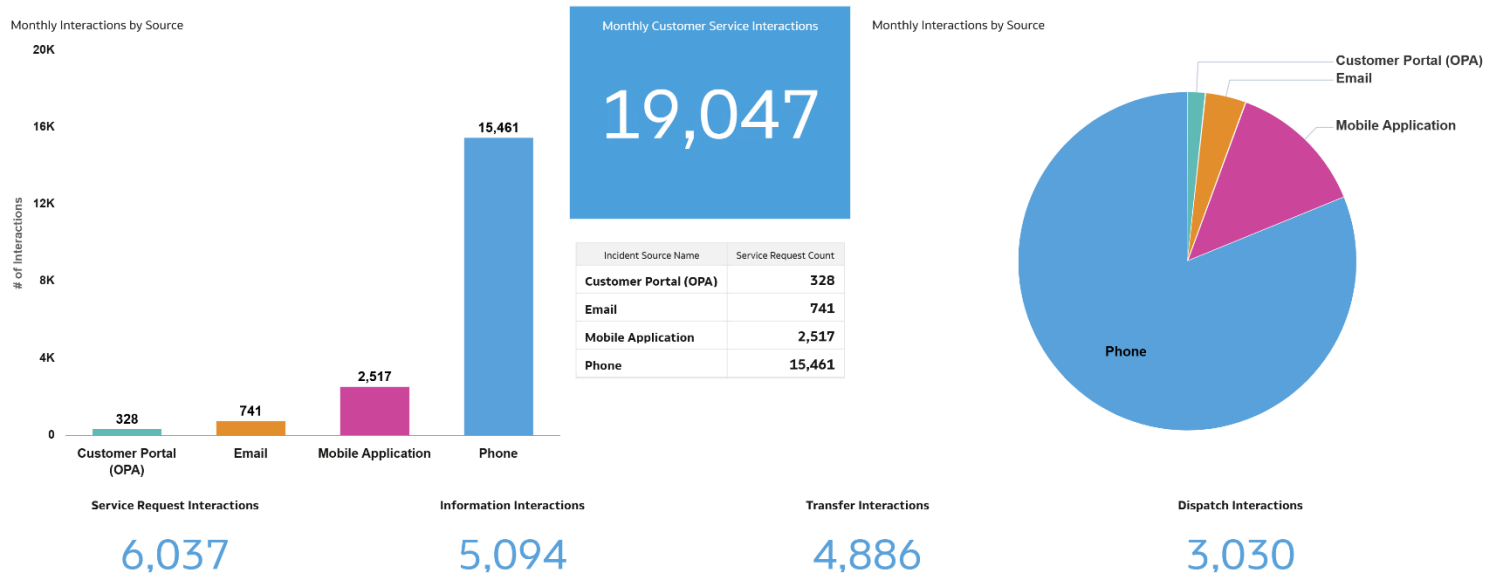 Monthly Interactions by Source
20K
16K
12K
8K
4K
0
# of Interactions
328
741
2,517
15,461
Customer Portal (OPA)
Email
Mobile Application
Phone
Monthly Customer Service Interactions
19,047
Incident Source Name Service Request Count
Customer Portal (OPA) 328
Email 741
Mobile Application 2,517
Phone 15,461
Monthly Interactions by Source
Customer Portal (OPA)
Email
Mobile Application
Phone
Service Request Interactions
6,037
Information Interactions
5,094
Transfer Interactions
4,886
Dispatch Interactions
3,030